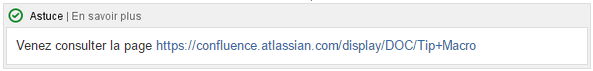 Astuce | En savoir plus
Venez consulter la page https://confluence.atlassian.com/display/DOC/Tip+Macro